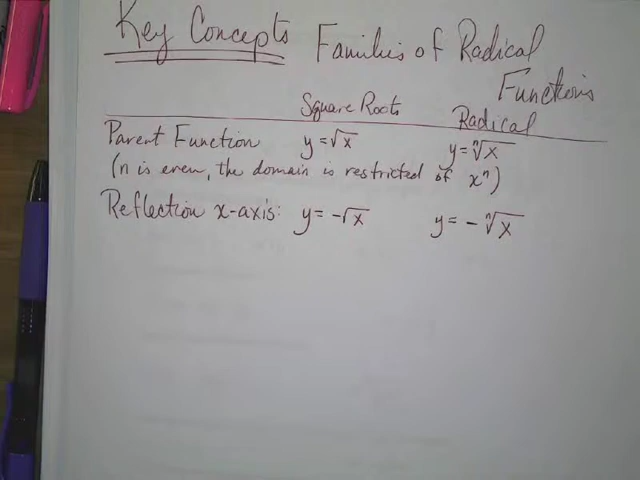 Key Concepts Families of Radical Functions
Square Roots Radical
Parent Function y = √x y = ⁿ√x
(n is even, the domain is restricted of xⁿ)
Reflection x-axis: y = -√x y = - ⁿ√x